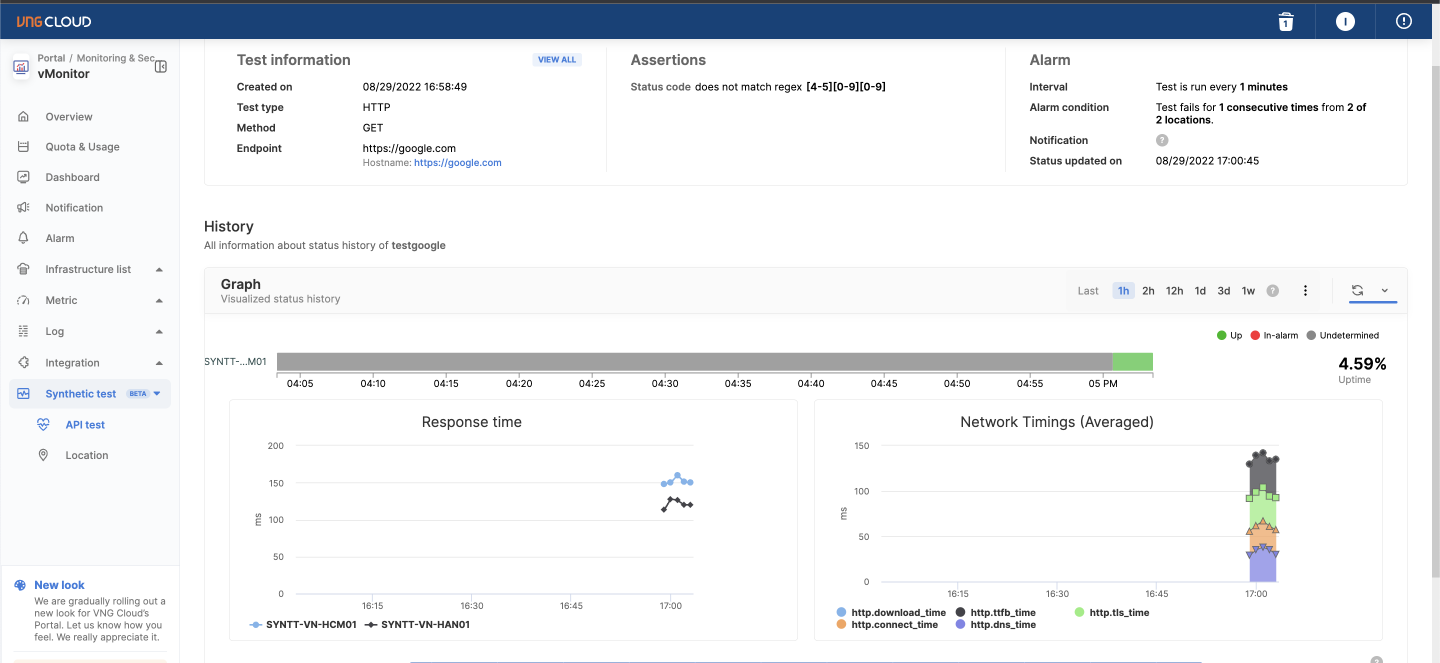 VNG CLOUD
1
I
Portal / Monitoring & Sec
vMonitor
Overview
Quota & Usage
Dashboard
Notification
Alarm
Infrastructure list
Metric
Log
Integration
Synthetic test BETA
API test
Location
New look
We are gradually rolling out a
new look for VNG Cloud's
Portal. Let us know how you
feel. We really appreciate it.
Test information VIEW ALL
Created on 08/29/2022 16:58:49
Test type HTTP
Method GET
Endpoint https://google.com
Hostname: https://google.com
Assertions
Status code does not match regex [4-5][0-9][0-9]
Alarm
Interval Test is run every 1 minutes
Alarm condition Test fails for 1 consecutive times from 2 of
2 locations.
Notification ?
Status updated on 08/29/2022 17:00:45
History
All information about status history of testgoogle
Graph
Visualized status history
Last 1h 2h 12h 1d 3d 1w ?
Up In-alarm Undetermined
SYNTT-...M01
04:05 04:10 04:15 04:20 04:25 04:30 04:35 04:40 04:45 04:50 04:55 05 PM
4.59%
Uptime
Response time
200
150
100
50
0
ms
16:15 16:30 16:45 17:00
SYNTT-VN-HCM01 SYNTT-VN-HAN01
Network Timings (Averaged)
150
100
50
0
ms
16:15 16:30 16:45 17:00
http.download_time http.ttfb_time http.tls_time
http.connect_time http.dns_time
?